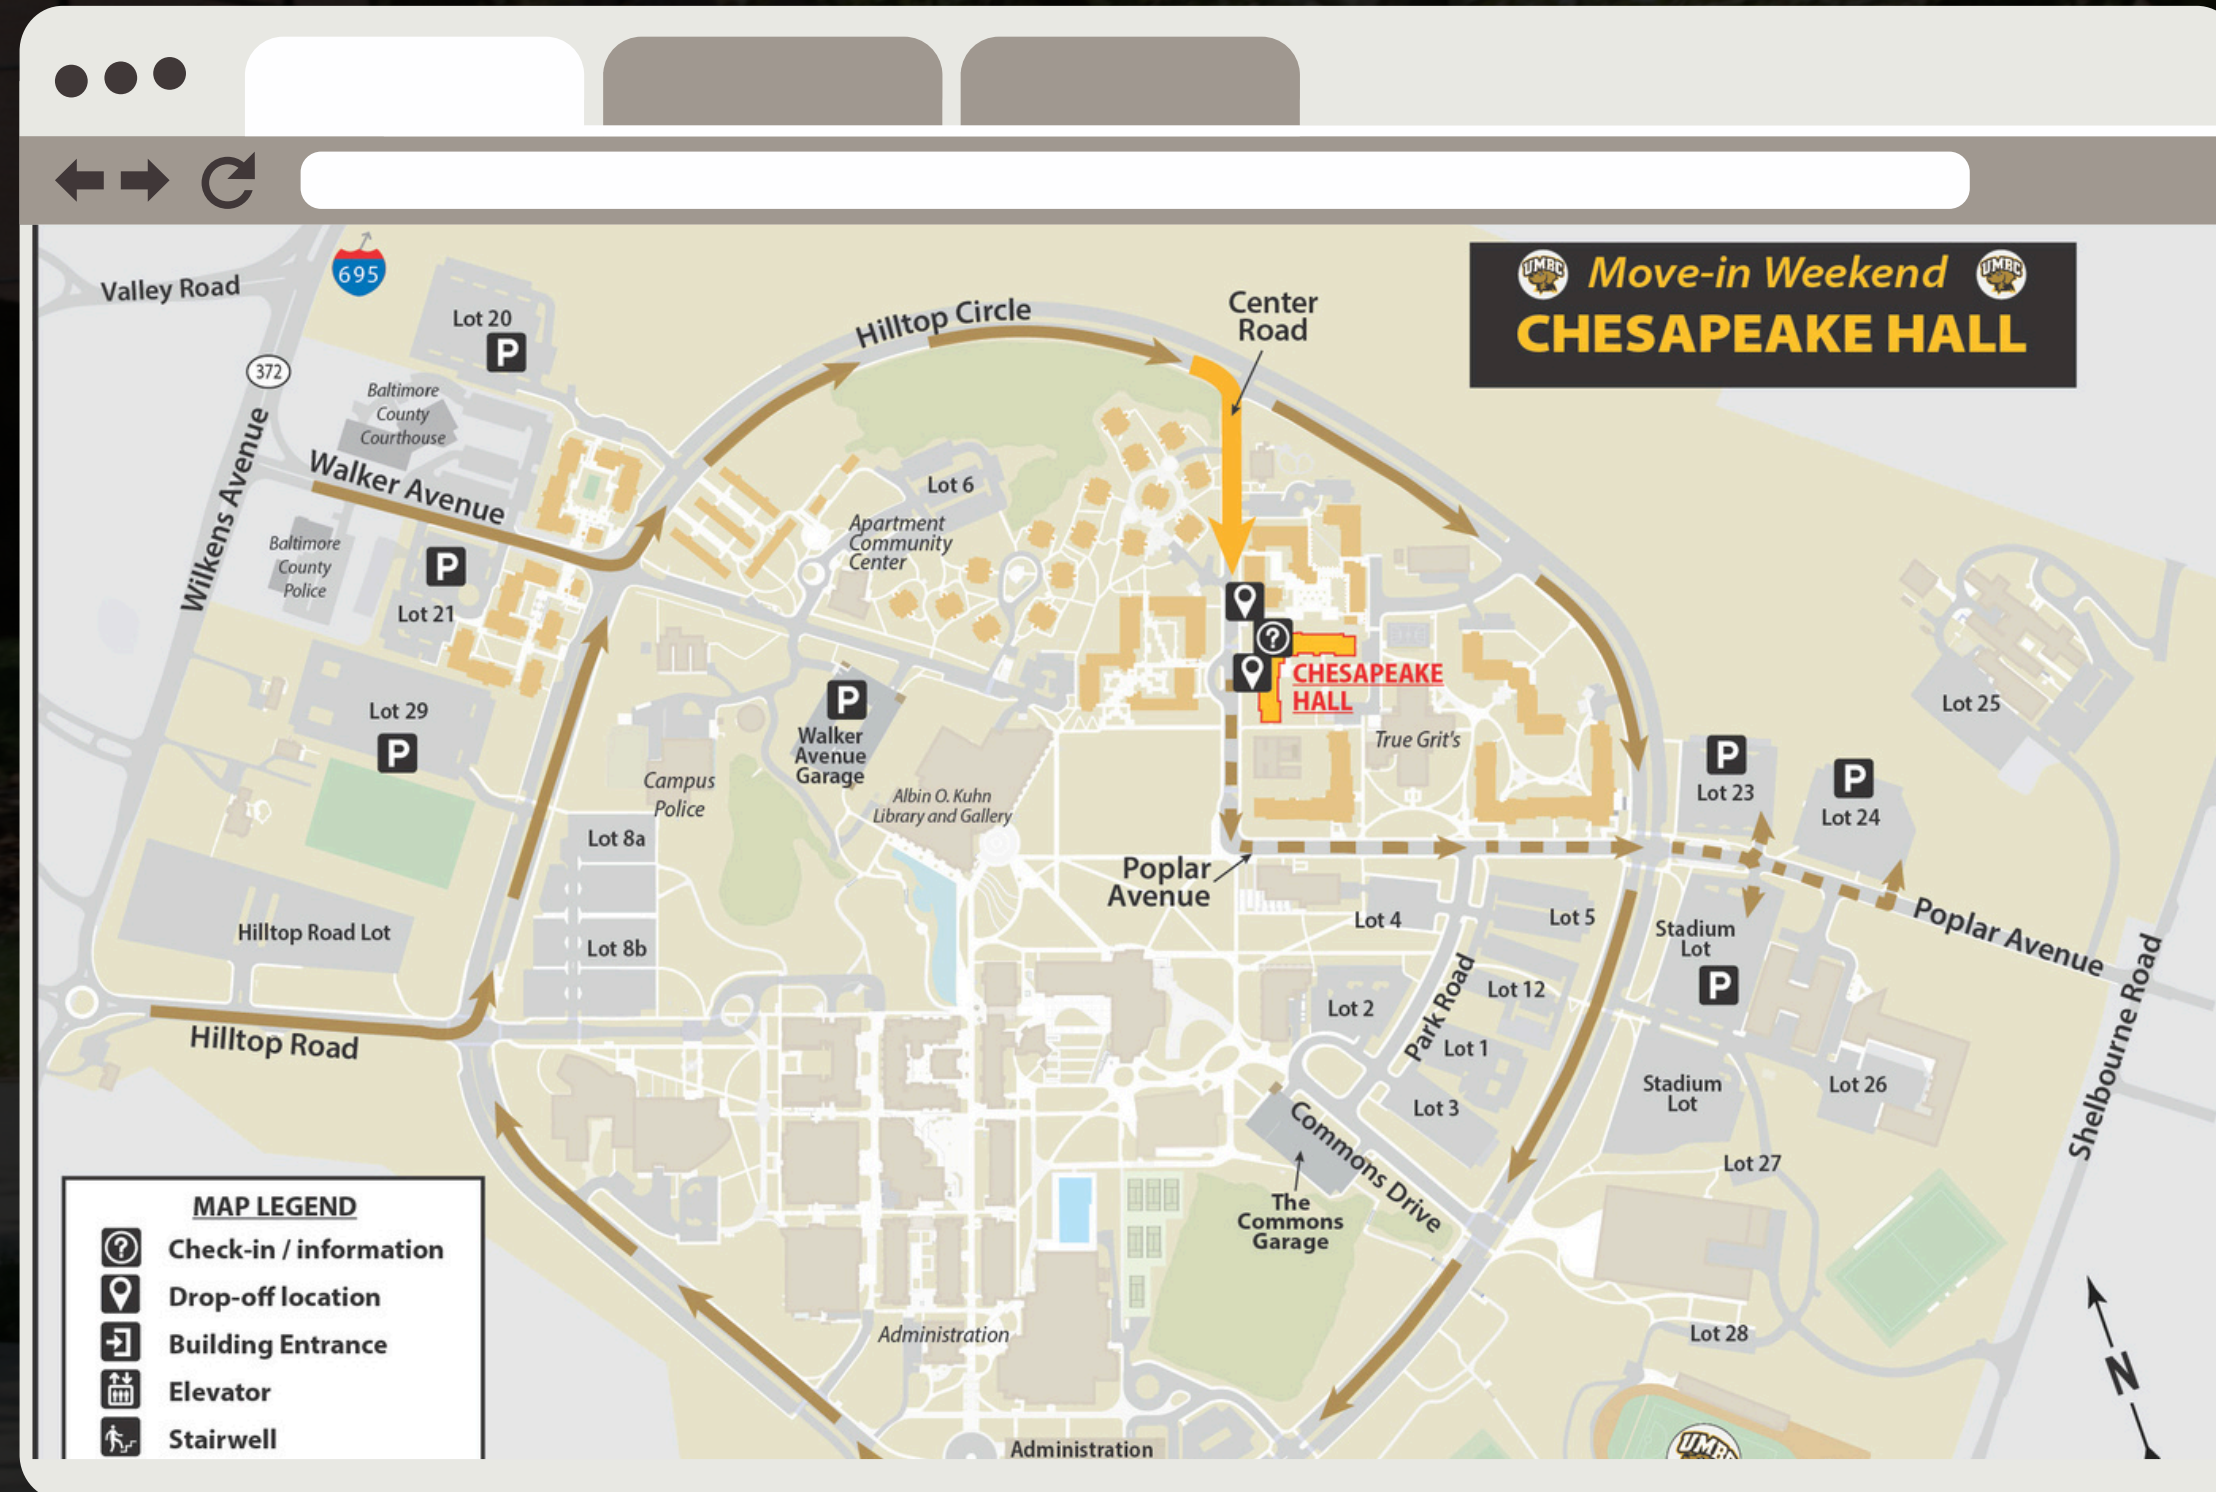 UMBC
Move-in Weekend
UMBC
CHESAPEAKE HALL
Valley Road
695
Lot 20
P
Hilltop Circle
Center
Road
372
Baltimore
County
Courthouse
Wilkens Avenue
Walker Avenue
Lot 6
Apartment
Community
Center
Baltimore
County
Police
P
Lot 21
?
CHESAPEAKE
HALL
Lot 29
P
P
Walker
Avenue
Garage
True Grit's
Lot 25
Campus
Police
Albin O. Kuhn
Library and Gallery
P
Lot 23
P
Lot 24
Lot 8a
Poplar
Avenue
Lot 4
Lot 5
Stadium
Lot
P
Poplar Avenue
Hilltop Road Lot
Lot 8b
Lot 2
Park Road
Lot 12
Shelbourne Road
Hilltop Road
Lot 1
Lot 3
Stadium
Lot
Lot 26
Commons Drive
Lot 27
The
Commons
Garage
MAP LEGEND
? Check-in / information
Drop-off location
Building Entrance
Elevator
Stairwell
Administration
Lot 28
N
Administration
UMBC